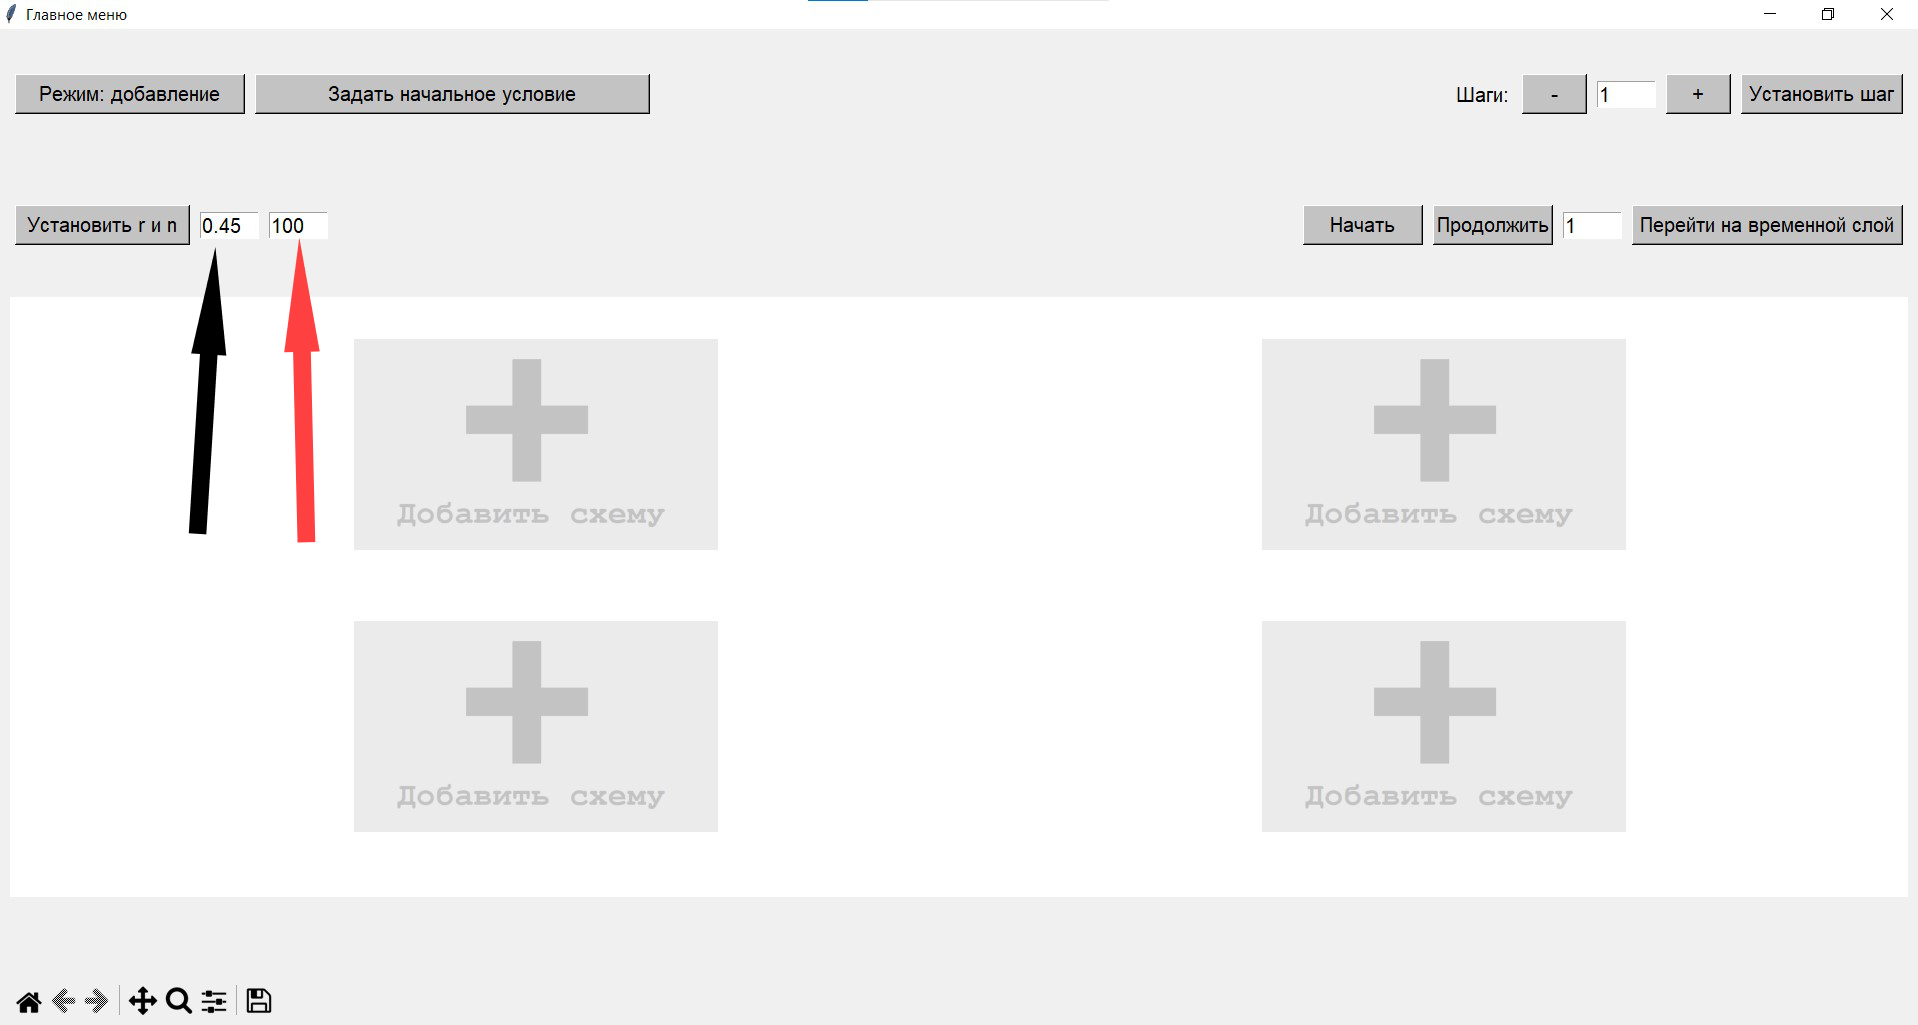 Главное меню
Режим: добавление
Задать начальное условие
Шаги:
-
1
+
Установить шаг
Установить r и n
0.45
100
Начать
Продолжить
1
Перейти на временной слой
Добавить схему
Добавить схему
Добавить схему
Добавить схему